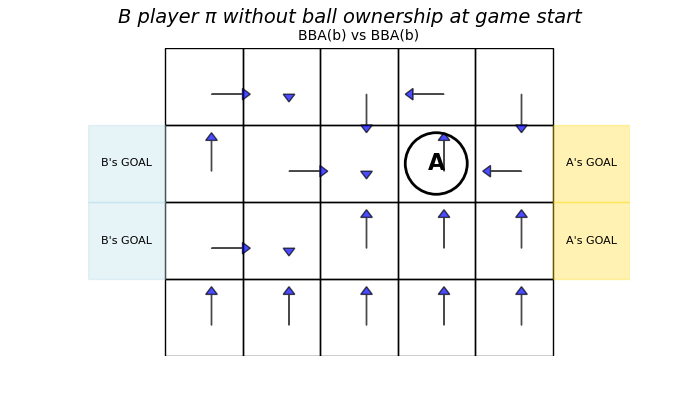 B player π without ball ownership at game start
BBA(b) vs BBA(b)
B's GOAL
A
A's GOAL
B's GOAL
A's GOAL